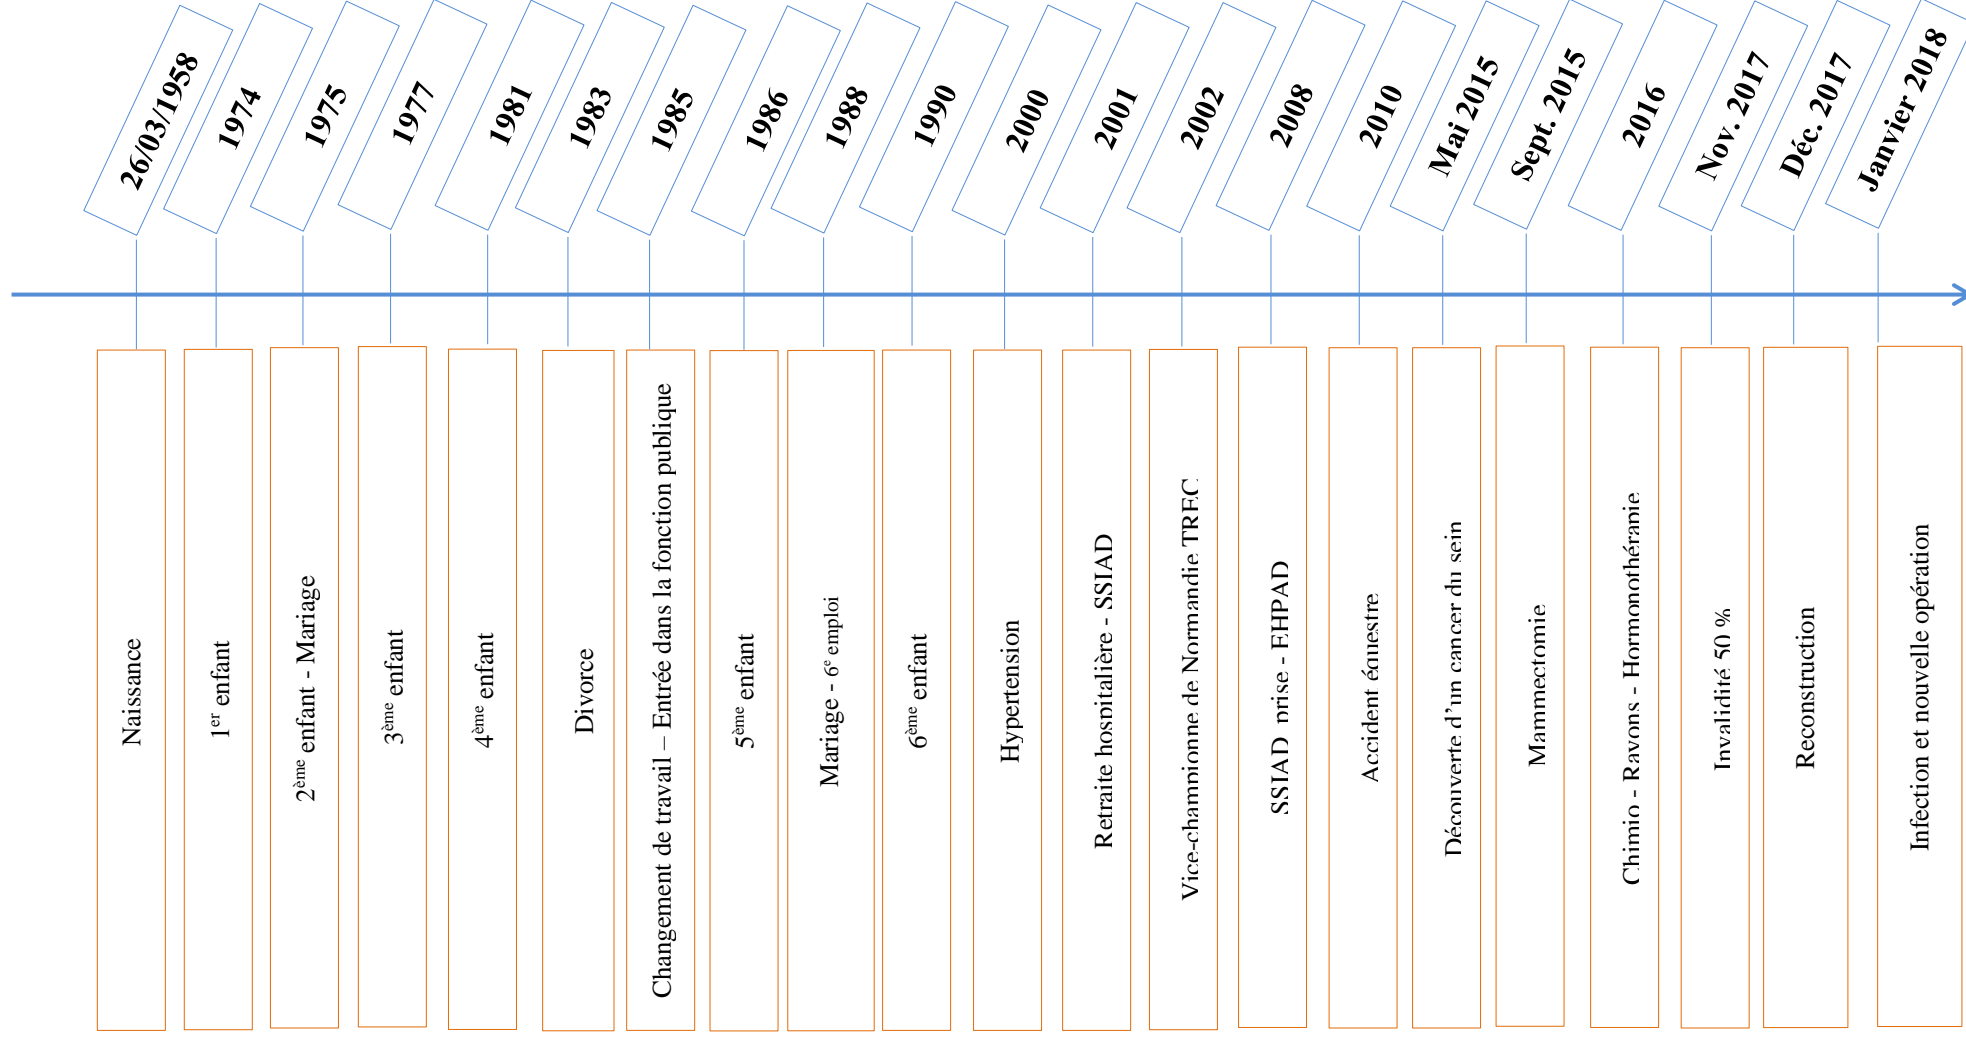 26/03/1958
1974
1975
1977
1981
1983
1985
1986
1988
1990
2000
2001
2002
2008
2010
Mai 2015
Sept. 2015
2016
Nov. 2017
Déc. 2017
Janvier 2018
Naissance
1er enfant
2ème enfant - Mariage
3ème enfant
4ème enfant
Divorce
Changement de travail – Entrée dans la fonction publique
5ème enfant
Mariage - 6e emploi
6ème enfant
Hypertension
Retraite hospitalière - SSIAD
Vice-championne de Normandie TREC
SSIAD prise - EHPAD
Accident équestre
Découverte d'un cancer du sein
Mammectomie
Chimio - Rayons - Hormonothérapie
Invalidité 50 %
Reconstruction
Infection et nouvelle opération